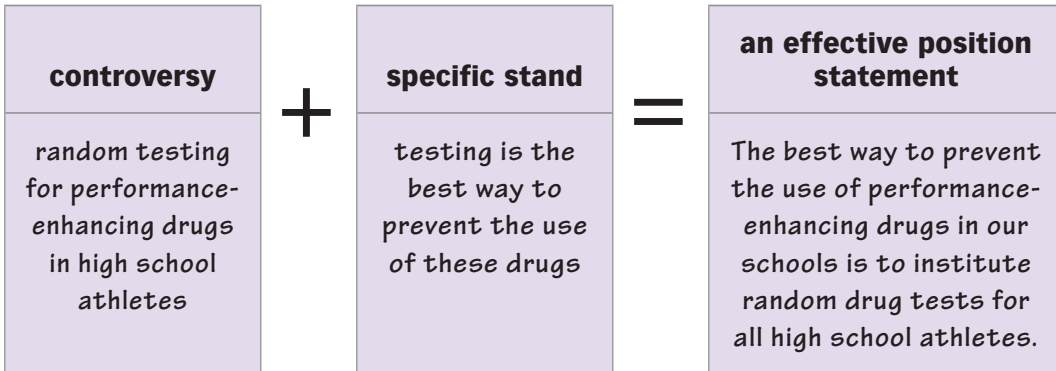 controversy
random testing
for performance-
enhancing drugs
in high school
athletes
+
specific stand
testing is the
best way to
prevent the use
of these drugs
=
an effective position
statement
The best way to prevent
the use of performance-
enhancing drugs in our
schools is to institute
random drug tests for
all high school athletes.